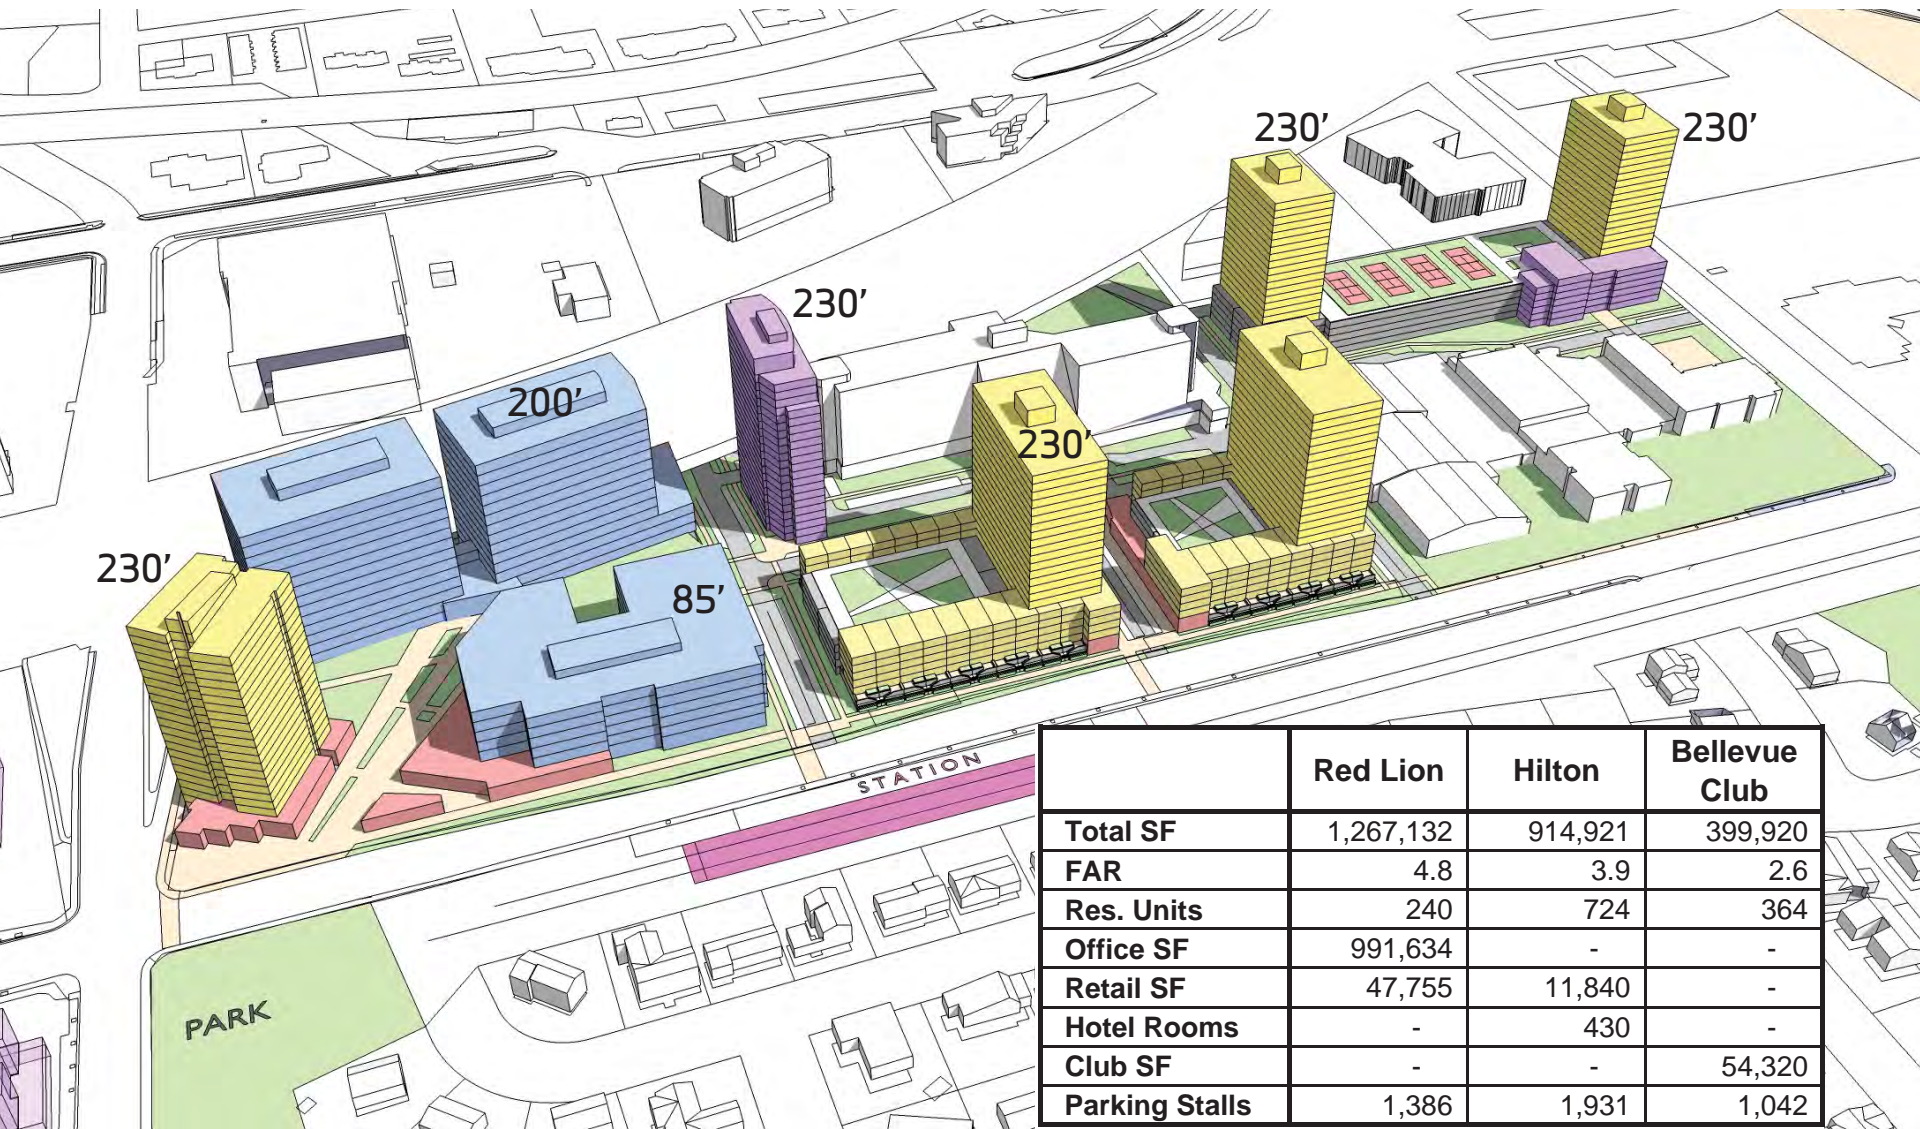 230'
230'
230'
200'
230'
230'
85'
STATION
PARK
Red Lion Hilton Bellevue Club
Total SF 1,267,132 914,921 399,920
FAR 4.8 3.9 2.6
Res. Units 240 724 364
Office SF 991,634 - -
Retail SF 47,755 11,840 -
Hotel Rooms - 430 -
Club SF - - 54,320
Parking Stalls 1,386 1,931 1,042